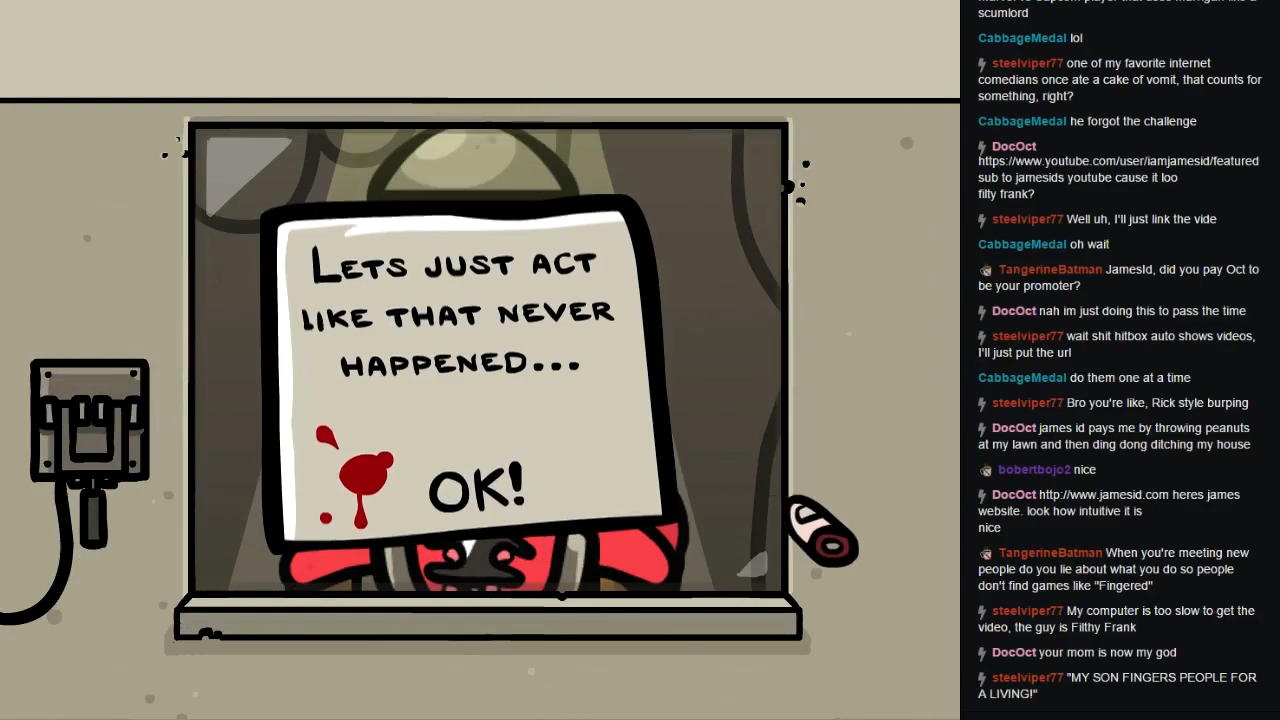 Lets just act
like that never
happened...
OK!
scumlord
CabbageMedal lol
steelviper77 one of my favorite internet
comedians once ate a cake of vomit, that counts for
something, right?
CabbageMedal he forgot the challenge
DocOct
https://www.youtube.com/user/iamjamesid/featured
sub to jamesids youtube cause it loo
filty frank?
steelviper77 Well uh, I'll just link the vide
CabbageMedal oh wait
TangerineBatman JamesId, did you pay Oct to
be your promoter?
DocOct nah im just doing this to pass the time
steelviper77 wait shit hitbox auto shows videos,
I'll just put the url
CabbageMedal do them one at a time
steelviper77 Bro you're like, Rick style burping
DocOct james id pays me by throwing peanuts
at my lawn and then ding dong ditching my house
bobertbojo2 nice
DocOct http://www.jamesid.com heres james
website. look how intuitive it is
nice
TangerineBatman When you're meeting new
people do you lie about what you do so people
don't find games like "Fingered"
steelviper77 My computer is too slow to get the
video, the guy is Filthy Frank
DocOct your mom is now my god
steelviper77 "MY SON FINGERS PEOPLE FOR
A LIVING!"